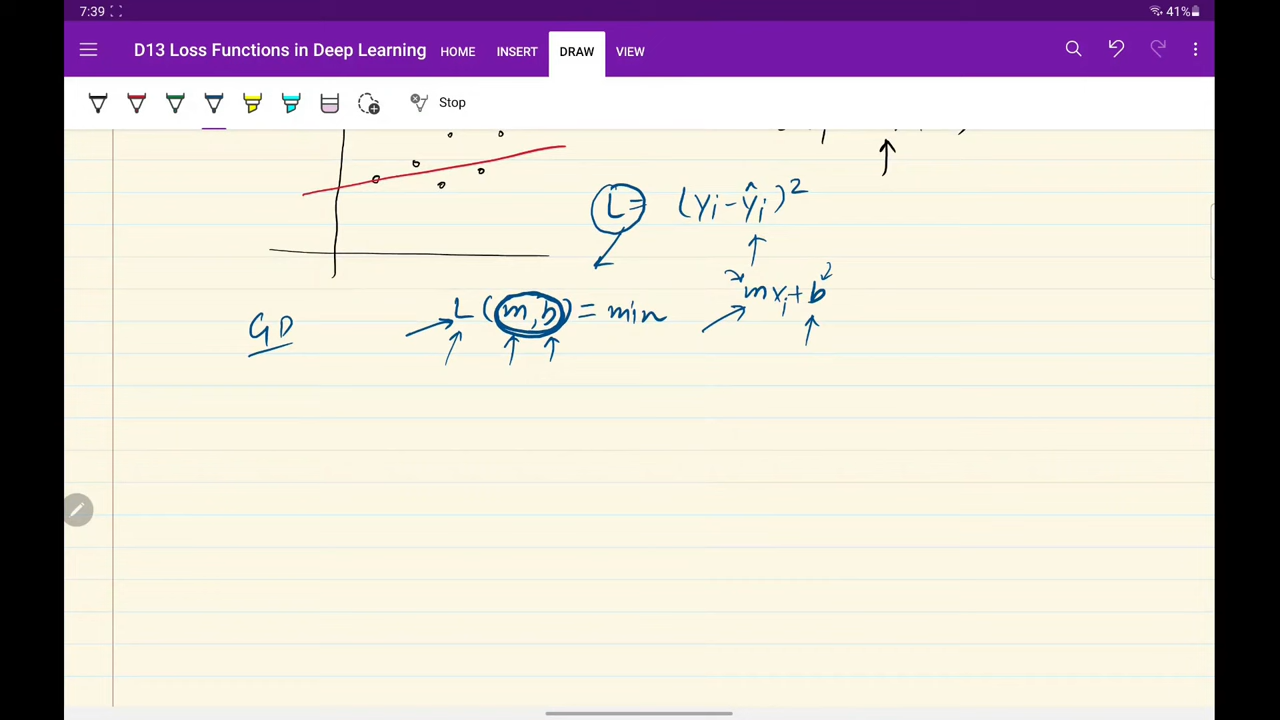 7:39
41%
D13 Loss Functions in Deep Learning HOME INSERT DRAW VIEW
Stop
L = (yi - ŷi)²
mxi + b
L (m, b) = min
GD